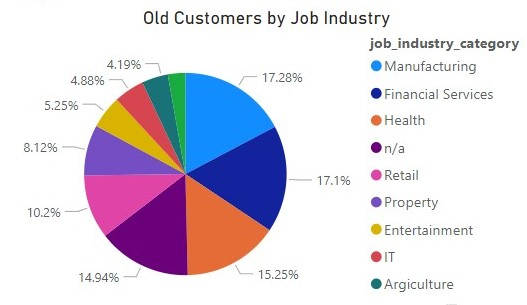 Old Customers by Job Industry
job_industry_category
Manufacturing
Financial Services
Health
n/a
Retail
Property
Entertainment
IT
Argiculture
17.28%
17.1%
15.25%
14.94%
10.2%
8.12%
5.25%
4.88%
4.19%